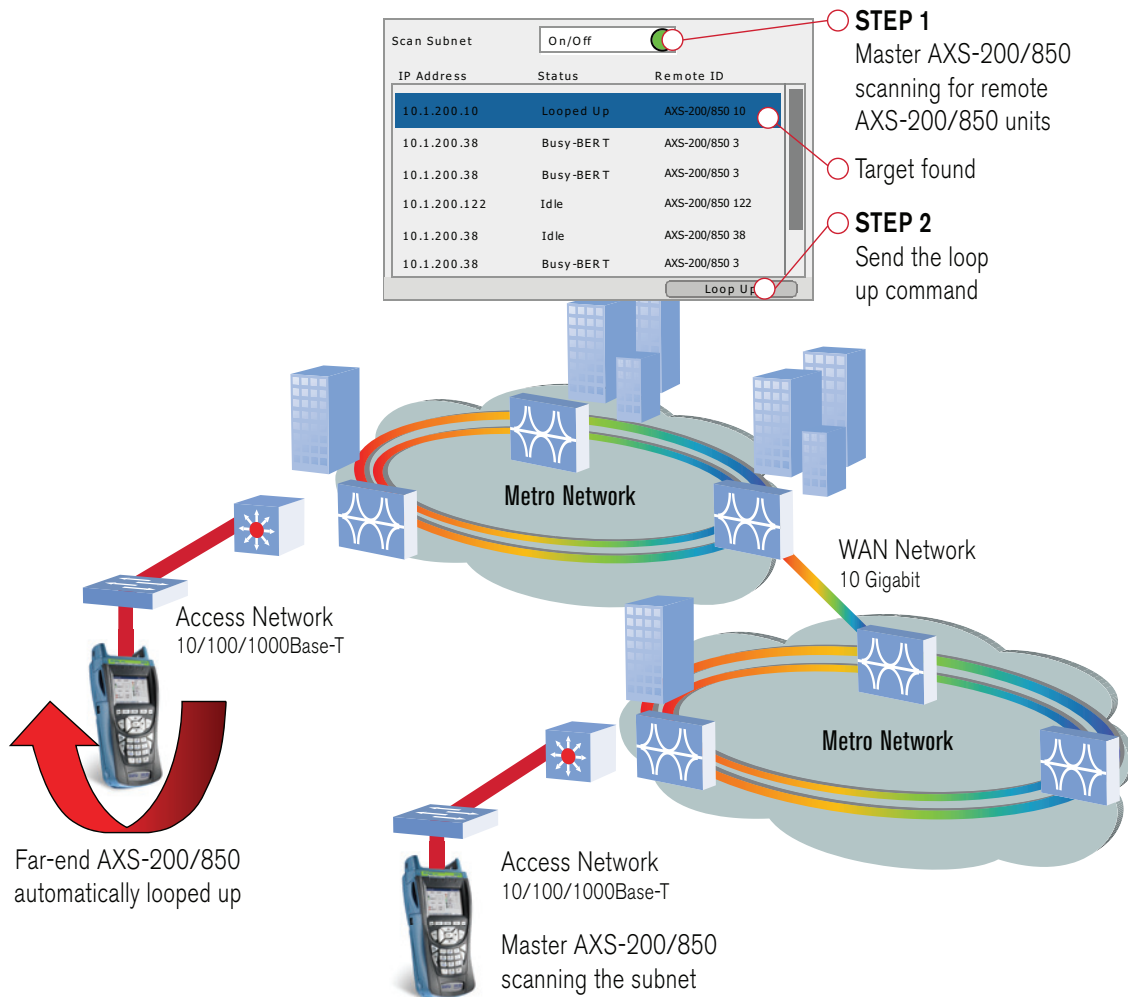 Scan Subnet On/Off
IP Address Status Remote ID
10.1.200.10 Looped Up AXS-200/850 10
10.1.200.38 Busy-BERT AXS-200/850 3
10.1.200.38 Busy-BERT AXS-200/850 3
10.1.200.122 Idle AXS-200/850 122
10.1.200.38 Idle AXS-200/850 38
10.1.200.38 Busy-BERT AXS-200/850 3
Loop Up
STEP 1
Master AXS-200/850
scanning for remote
AXS-200/850 units
Target found
STEP 2
Send the loop
up command
Metro Network
WAN Network
10 Gigabit
Access Network
10/100/1000Base-T
Metro Network
Far-end AXS-200/850
automatically looped up
Access Network
10/100/1000Base-T
Master AXS-200/850
scanning the subnet